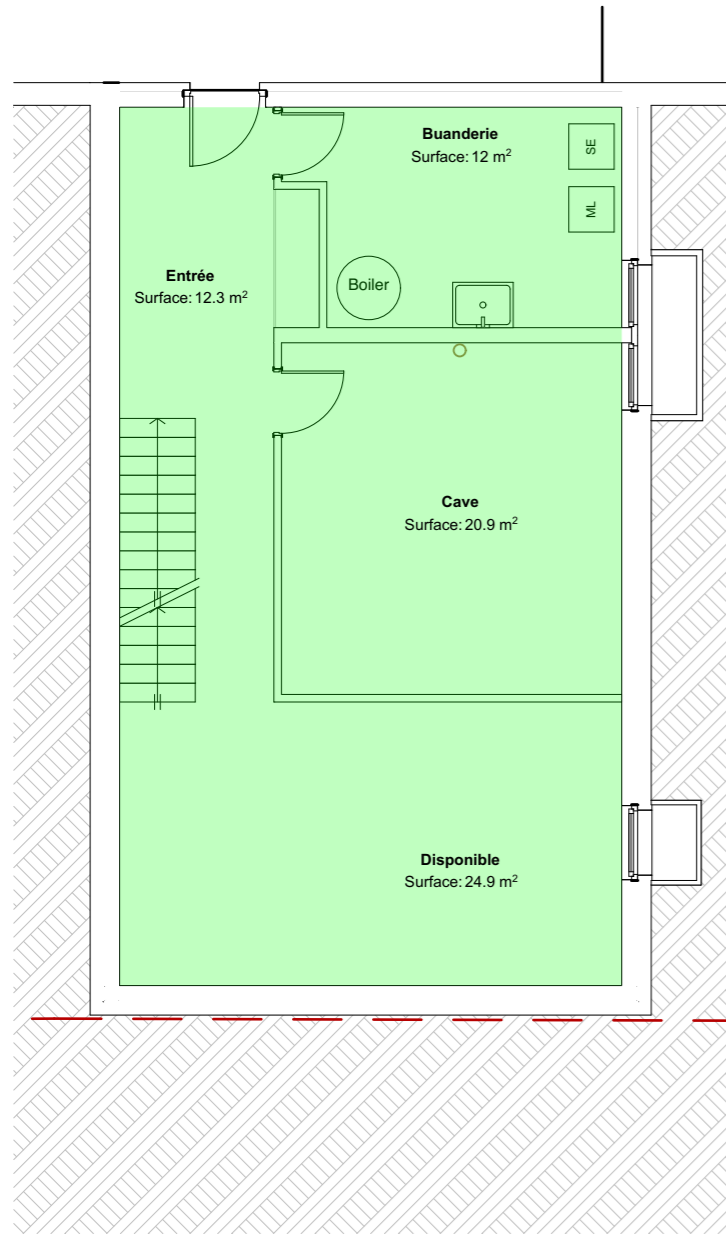 Buanderie
Surface: 12 m²
SE
ML
Entrée
Surface: 12.3 m²
Boiler
Cave
Surface: 20.9 m²
Disponible
Surface: 24.9 m²